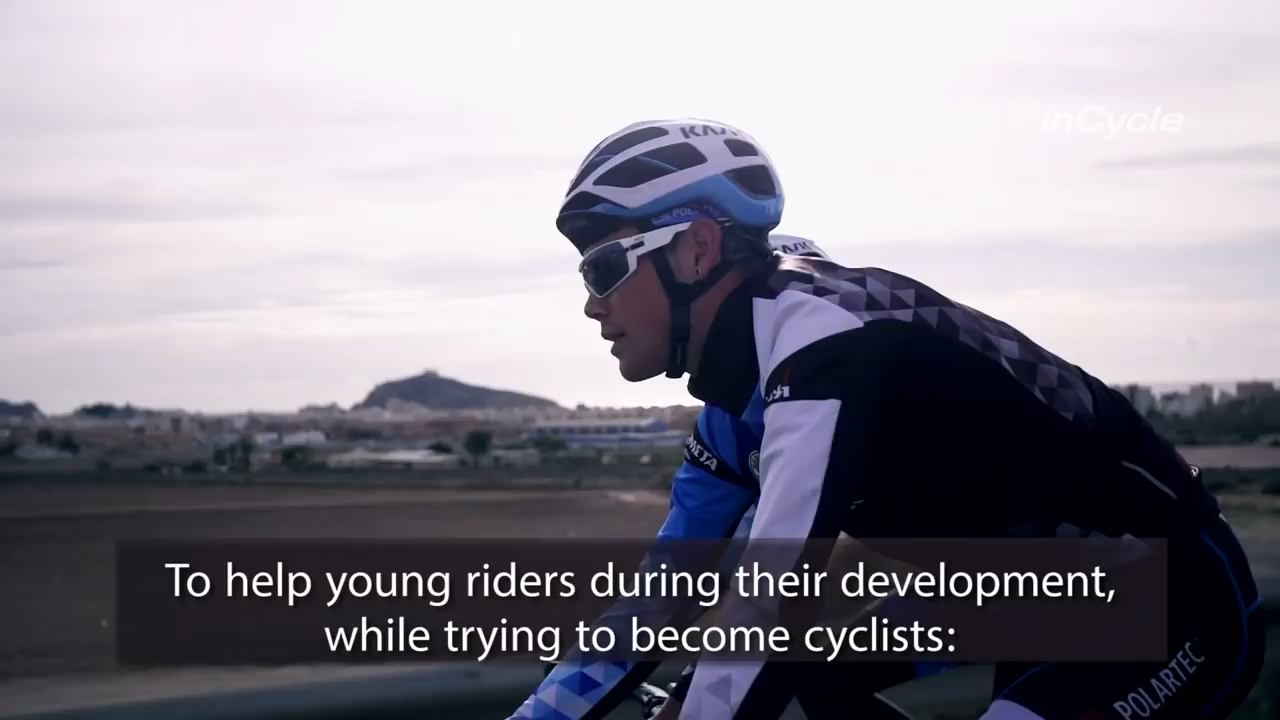 inCycle
POLARTEC
To help young riders during their development,
while trying to become cyclists: